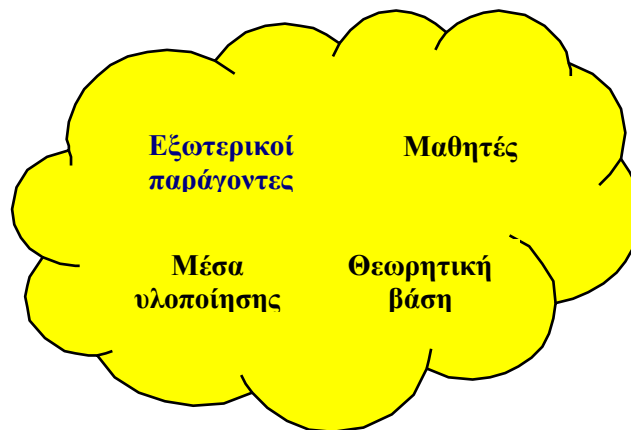 Εξωτερικοί
παράγοντες
Μαθητές
Μέσα
υλοποίησης
Θεωρητική
βάση